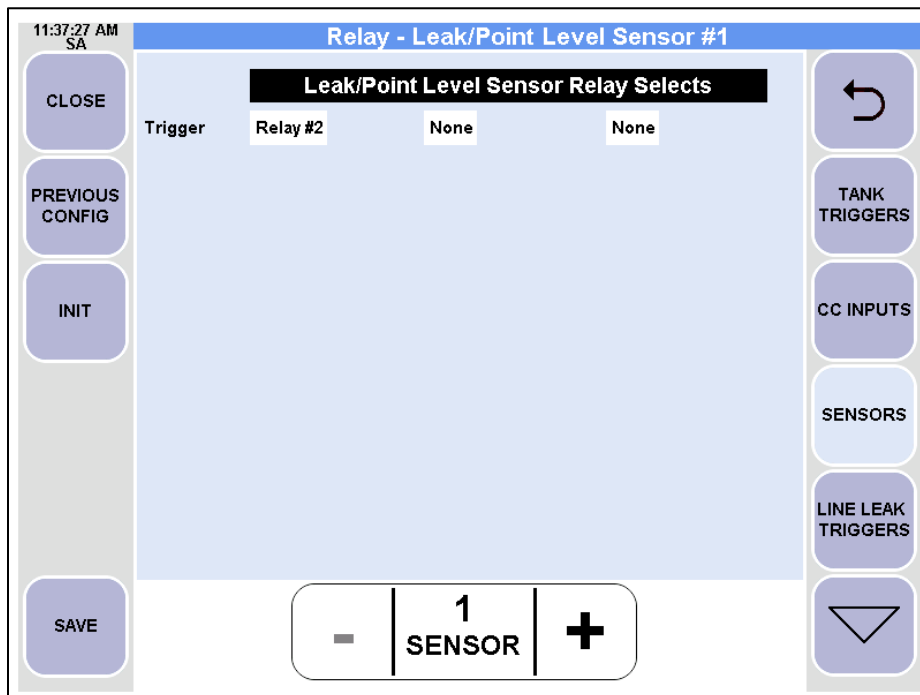 11:37:27 AM
SA
Relay - Leak/Point Level Sensor #1
CLOSE
Leak/Point Level Sensor Relay Selects
Trigger Relay #2 None None
PREVIOUS
CONFIG
TANK
TRIGGERS
INIT
CC INPUTS
SENSORS
LINE LEAK
TRIGGERS
SAVE
- 1 +
SENSOR